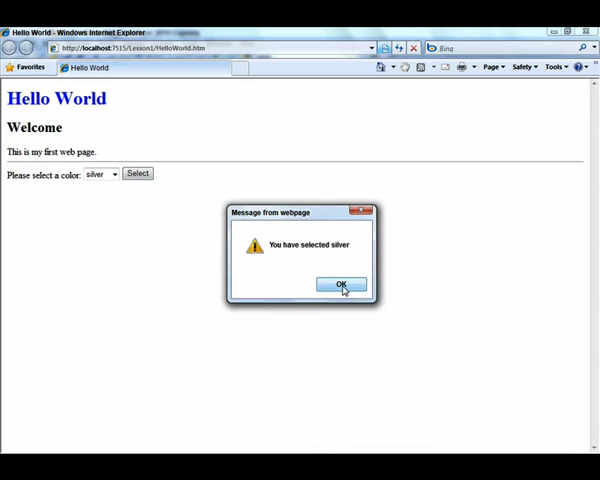 Hello World - Windows Internet Explorer
http://localhost:7515/Lesson1/HelloWorld.htm
Bing
Favorites
Hello World
Page
Safety
Tools
Hello World
Welcome
This is my first web page.
Please select a color: silver Select
Message from webpage
You have selected silver
OK